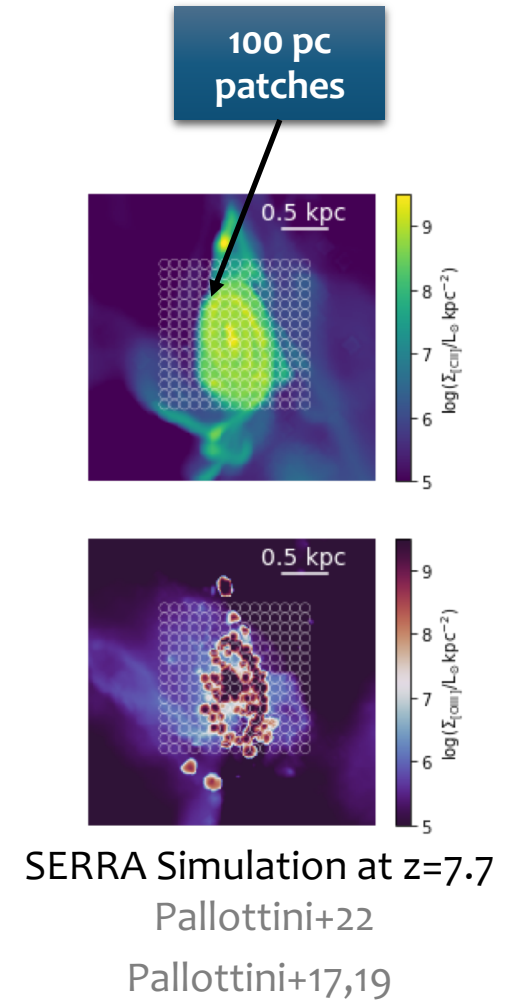 100 pc
patches
0.5 kpc
9
8
7
6
5
log(Σ[CII]/L⊙ kpc⁻²)
0.5 kpc
9
8
7
6
5
log(Σ[OIII]/L⊙ kpc⁻²)
SERRA Simulation at z=7.7
Pallottini+22
Pallottini+17,19